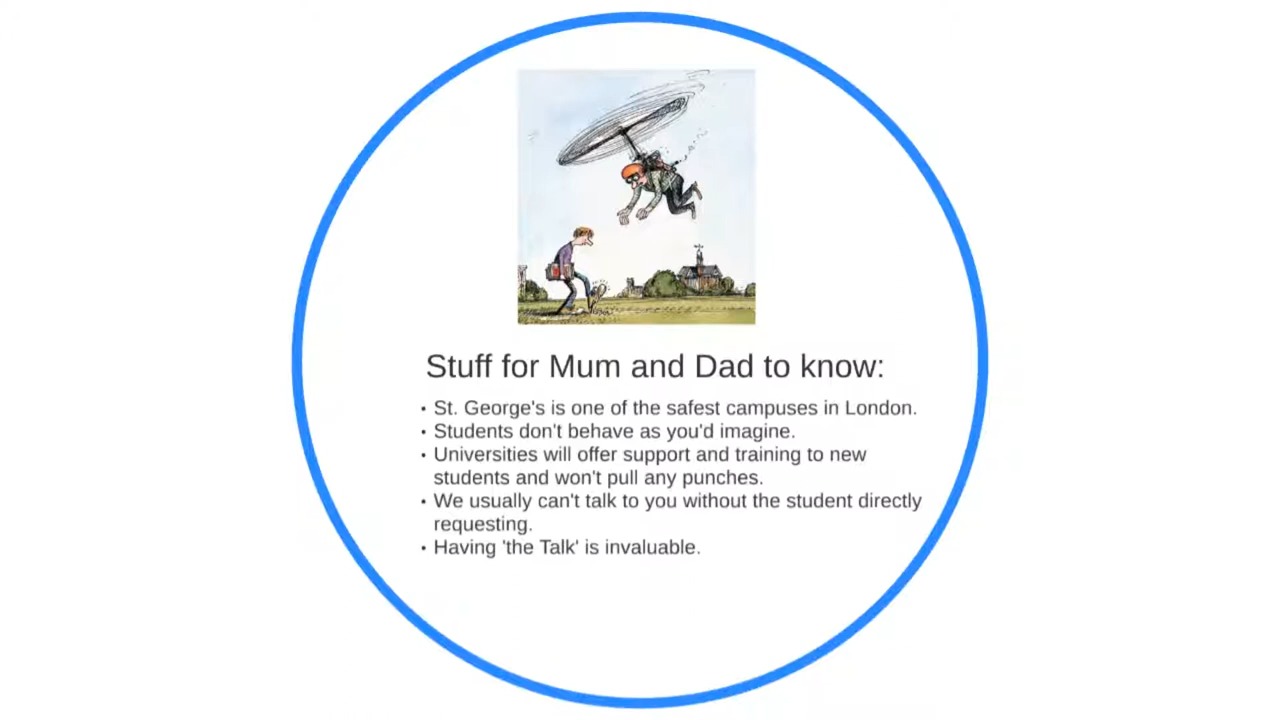 Stuff for Mum and Dad to know:
• St. George's is one of the safest campuses in London.
• Students don't behave as you'd imagine.
• Universities will offer support and training to new
students and won't pull any punches.
• We usually can't talk to you without the student directly
requesting.
• Having 'the Talk' is invaluable.